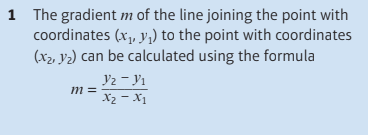 1 The gradient m of the line joining the point with
coordinates (x₁, y₁) to the point with coordinates
(x₂, y₂) can be calculated using the formula
m = (y₂ − y₁) / (x₂ − x₁)